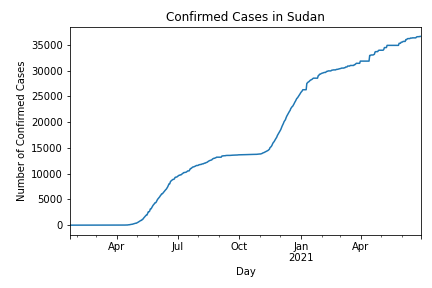 Confirmed Cases in Sudan
Number of Confirmed Cases
35000
30000
25000
20000
15000
10000
5000
0
Apr
Jul
Oct
Jan
2021
Apr
Day